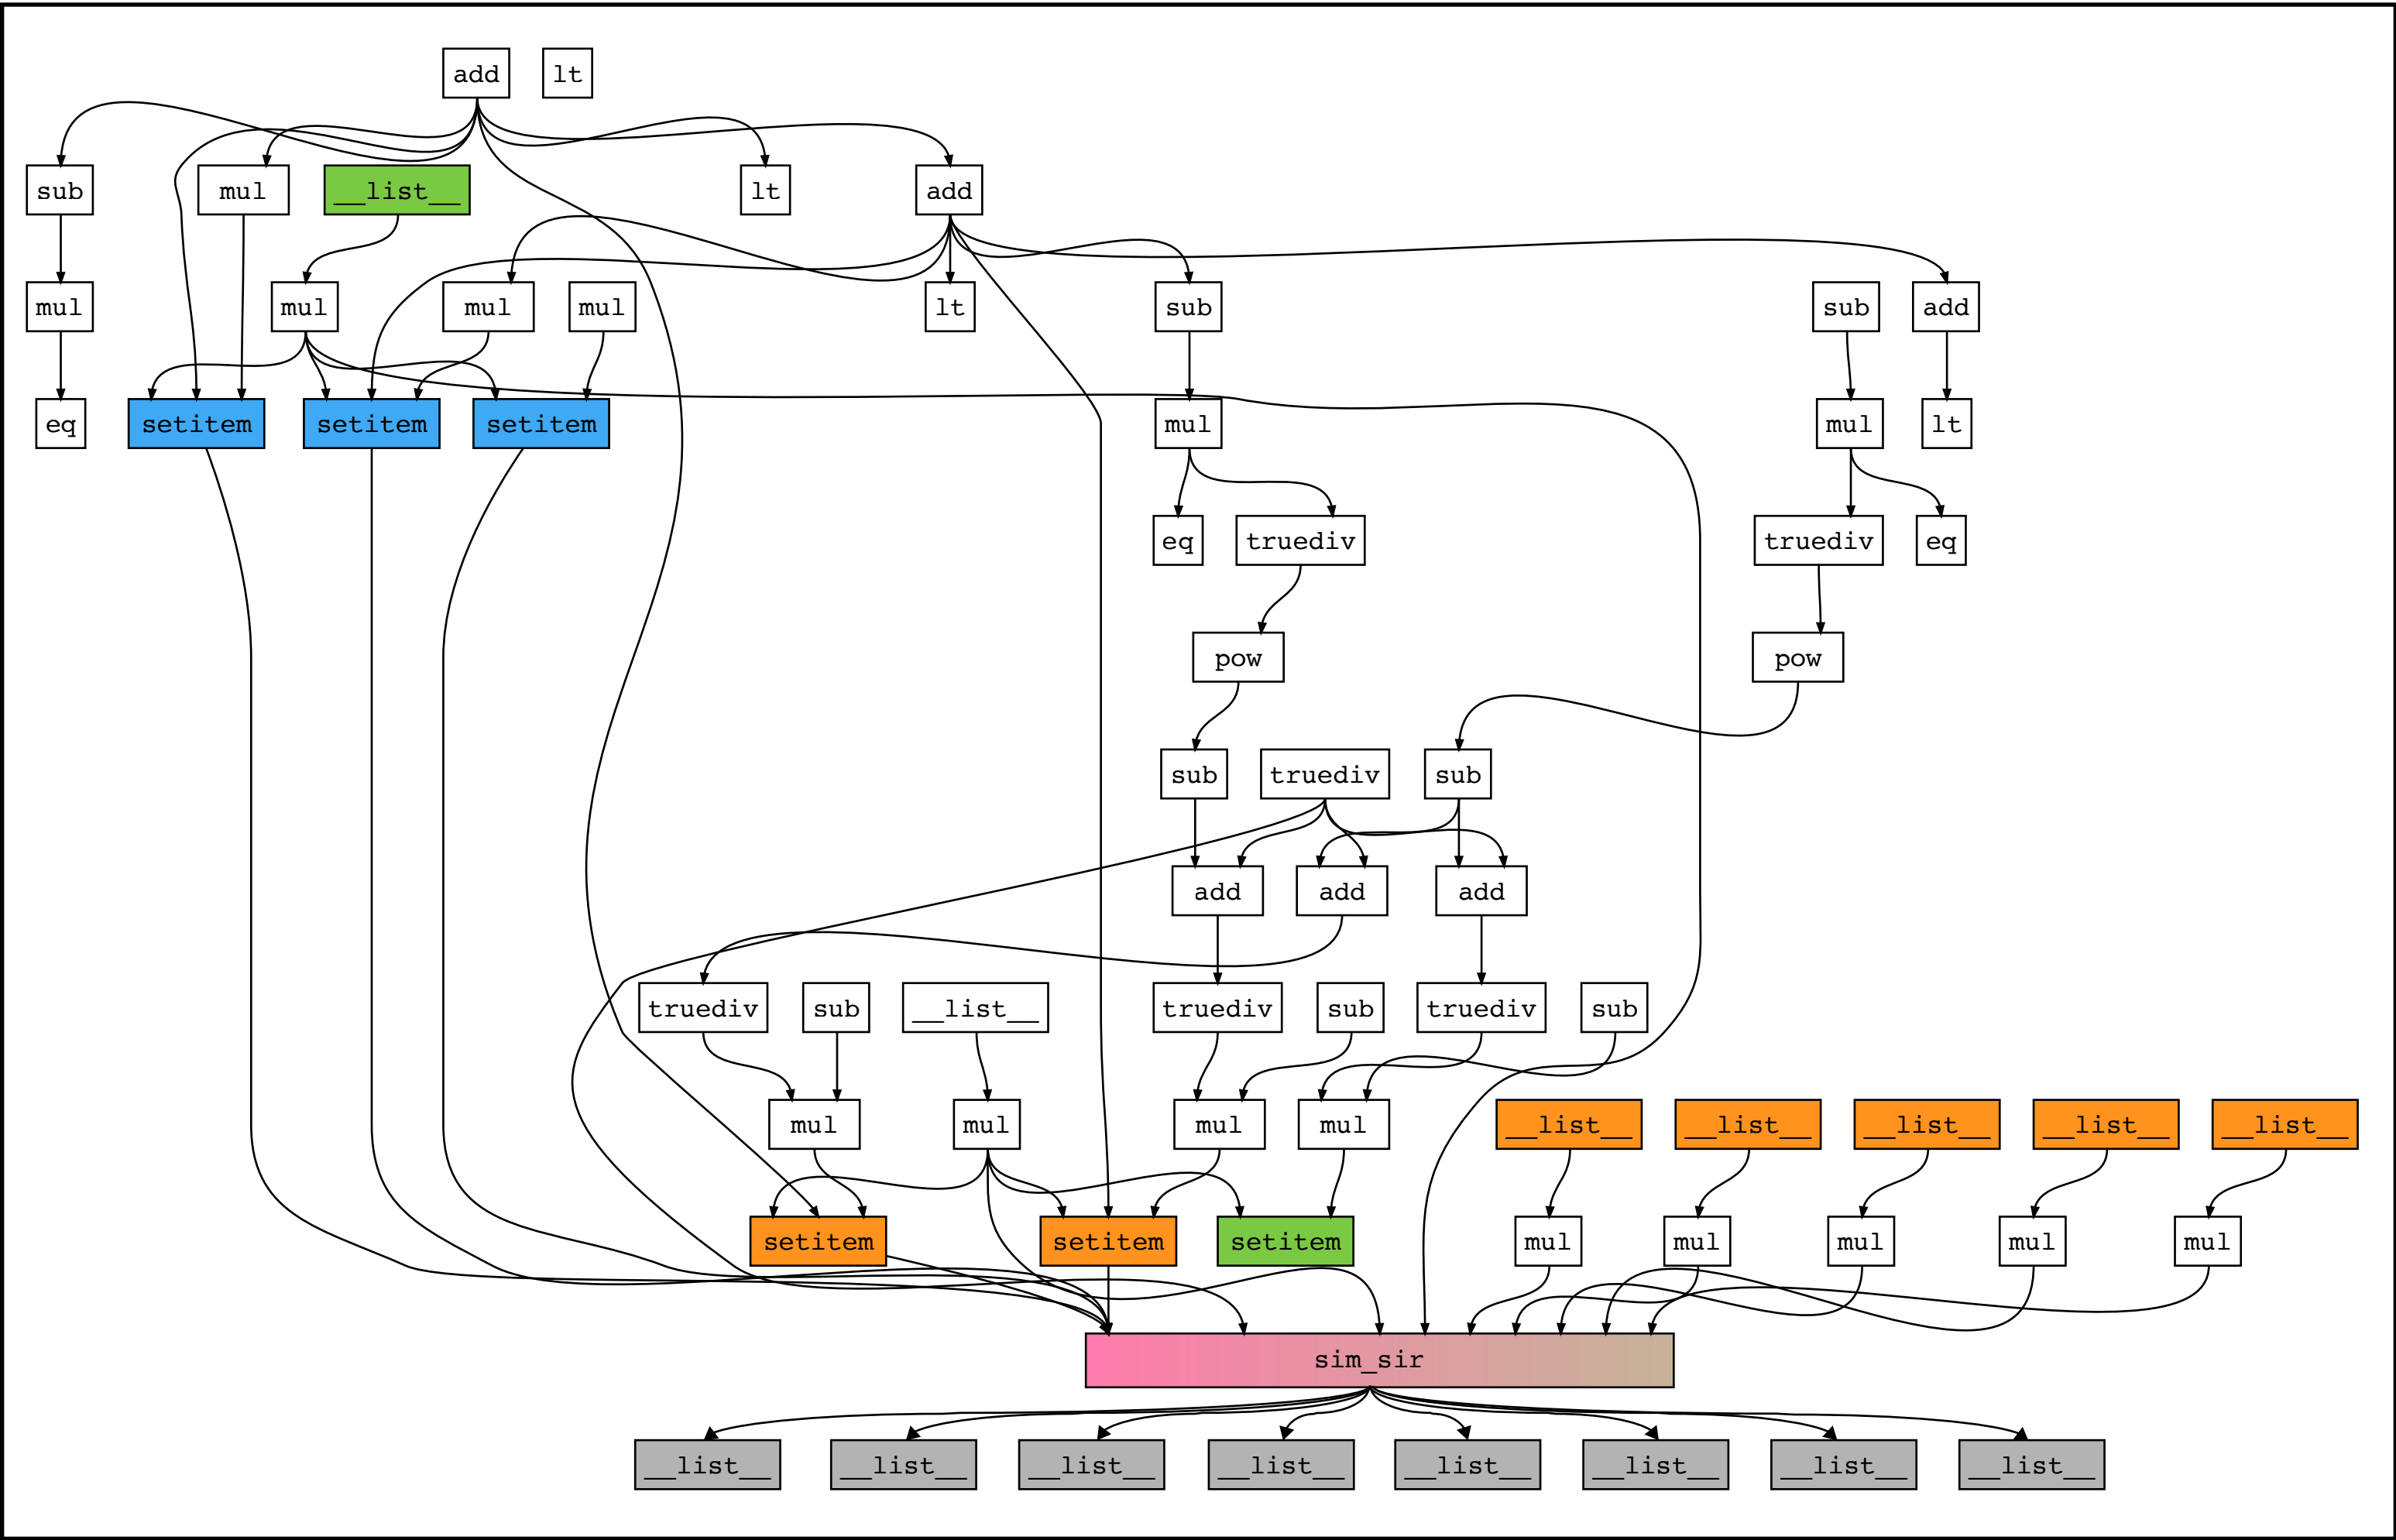 add lt
sub mul __list__ lt add
mul mul mul mul lt sub sub add
eq setitem setitem setitem mul mul lt
eq truediv truediv eq
pow pow
sub truediv sub
add add add
truediv sub __list__ truediv sub truediv sub
mul mul mul mul __list__ __list__ __list__ __list__ __list__
setitem setitem setitem mul mul mul mul mul
sim_sir
__list__ __list__ __list__ __list__ __list__ __list__ __list__ __list__